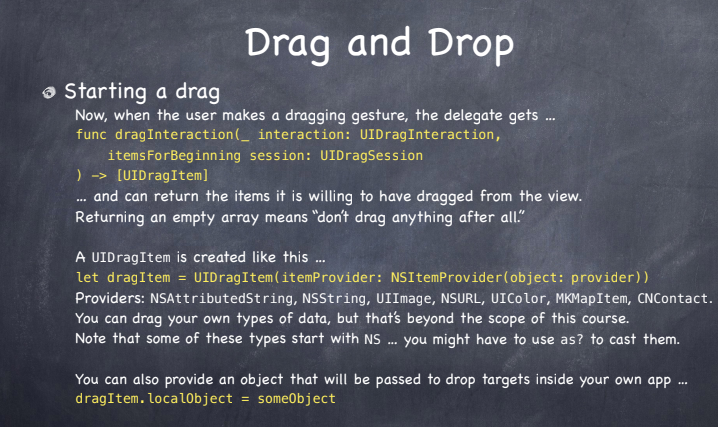 Drag and Drop
Starting a drag
Now, when the user makes a dragging gesture, the delegate gets …
func dragInteraction(_ interaction: UIDragInteraction,
itemsForBeginning session: UIDragSession
) -> [UIDragItem]
… and can return the items it is willing to have dragged from the view.
Returning an empty array means “don’t drag anything after all.”
A UIDragItem is created like this …
let dragItem = UIDragItem(itemProvider: NSItemProvider(object: provider))
Providers: NSAttributedString, NSString, UIImage, NSURL, UIColor, MKMapItem, CNContact.
You can drag your own types of data, but that’s beyond the scope of this course.
Note that some of these types start with NS … you might have to use as? to cast them.
You can also provide an object that will be passed to drop targets inside your own app …
dragItem.localObject = someObject